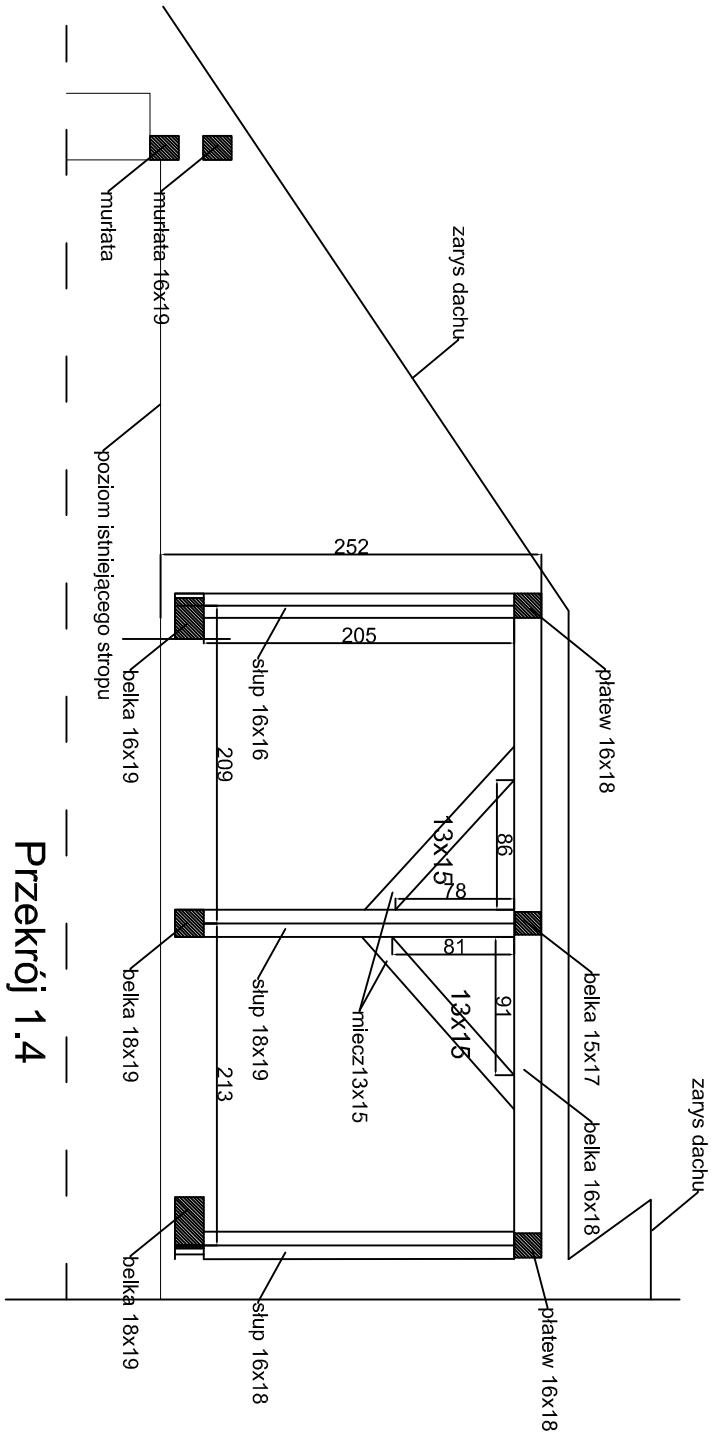 zarys dachu
zarys dachu
płatew 16x18
belka 15x17
belka 16x18
płatew 16x18
252
205
86
78
13x15
81
91
13x15
miecz13x15
murłata 16x19
murłata
słup 16x16
słup 18x19
słup 16x18
209
213
belka 16x19
belka 18x19
belka 18x19
poziom istniejącego stropu
Przekrój 1.4